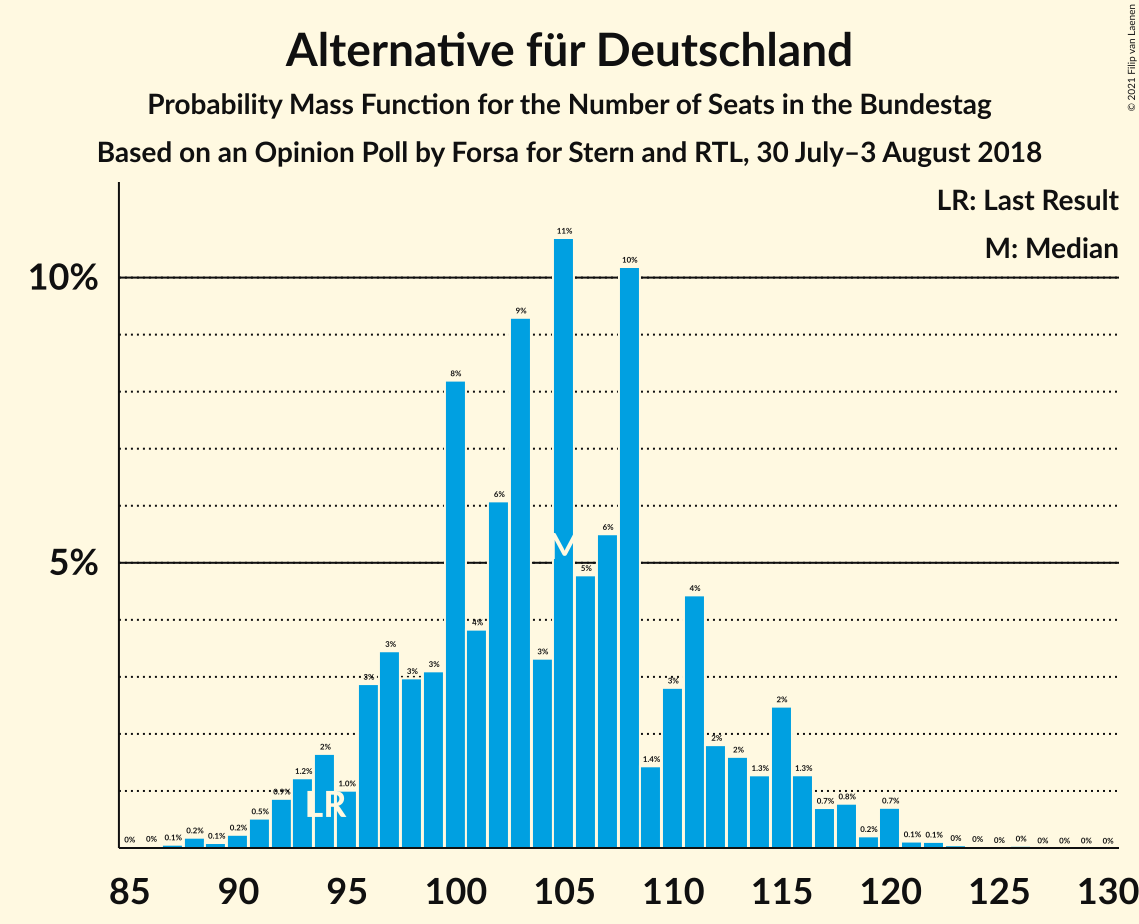 © 2021 Filip van Laenen
Alternative für Deutschland
Probability Mass Function for the Number of Seats in the Bundestag
Based on an Opinion Poll by Forsa for Stern and RTL, 30 July–3 August 2018
LR: Last Result
M: Median
10%
5%
0% 0% 0.1% 0.2% 0.1% 0.2% 0.5% 0.9% 1.2% 2% 1.0% 3% 3% 3% 3% 8% 4% 6% 9% 3% 11% 5% 6% 10% 1.4% 3% 4% 2% 2% 1.3% 2% 1.3% 0.7% 0.8% 0.2% 0.7% 0.1% 0.1% 0% 0% 0% 0% 0% 0% 0% 0%
M
LR
85 90 95 100 105 110 115 120 125 130